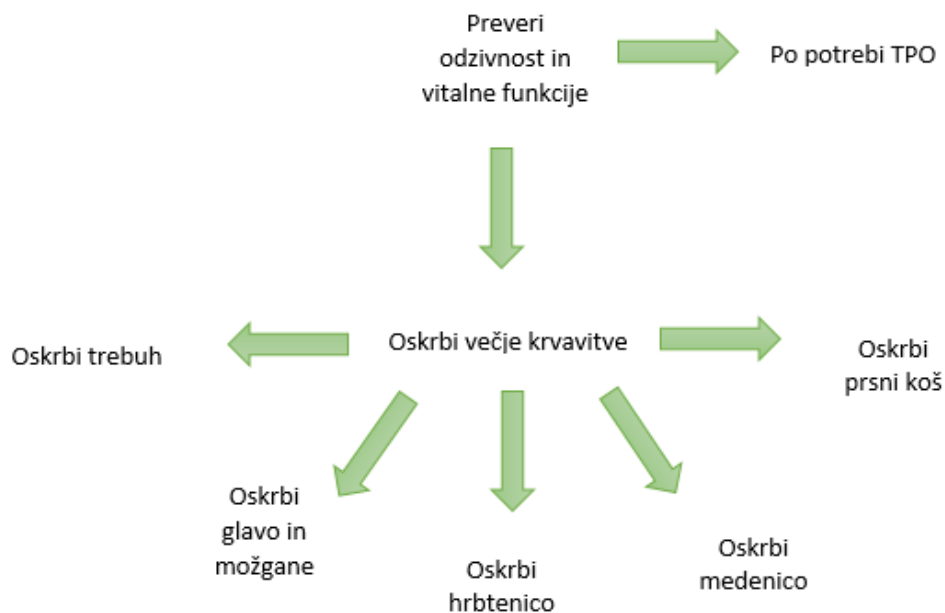 Preveri
odzivnost in
vitalne funkcije
Po potrebi TPO
Oskrbi večje krvavitve
Oskrbi trebuh
Oskrbi
prsni koš
Oskrbi
glavo in
možgane
Oskrbi
hrbtenico
Oskrbi
medenico